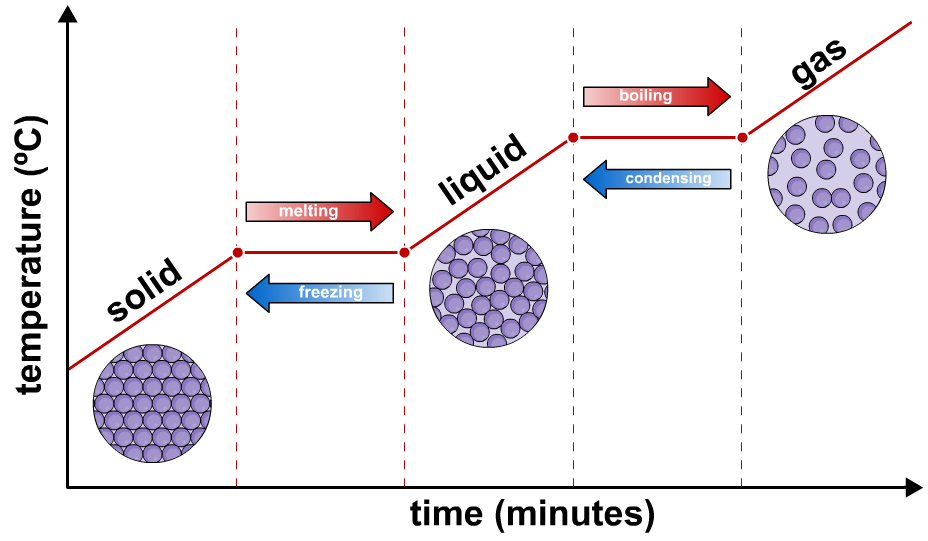 temperature (ºC)
solid
melting
freezing
liquid
boiling
condensing
gas
time (minutes)